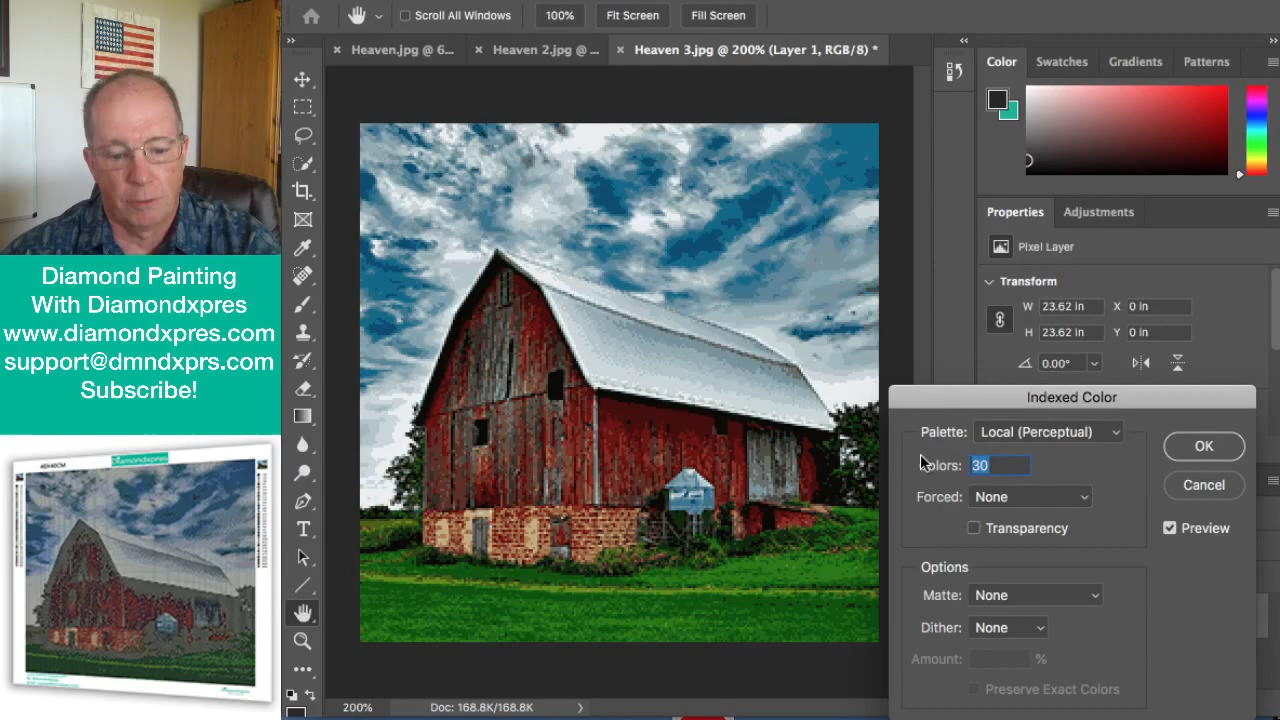 Scroll All Windows
100%
Fit Screen
Fill Screen
Heaven.jpg @ 6...
Heaven 2.jpg @ ...
Heaven 3.jpg @ 200% (Layer 1, RGB/8) *
Color
Swatches
Gradients
Patterns
Properties
Adjustments
Pixel Layer
Transform
W
23.62 in
X
0 in
H
23.62 in
Y
0 in
0.00°
Diamond Painting
With Diamondxpres
www.diamondxpres.com
support@dmndxprs.com
Subscribe!
40X40CM
Diamondxpres
Indexed Color
Palette:
Local (Perceptual)
OK
olors:
30
Cancel
Forced:
None
Transparency
Preview
Options
Matte:
None
Dither:
None
Amount:
%
Preserve Exact Colors
200%
Doc: 168.8K/168.8K